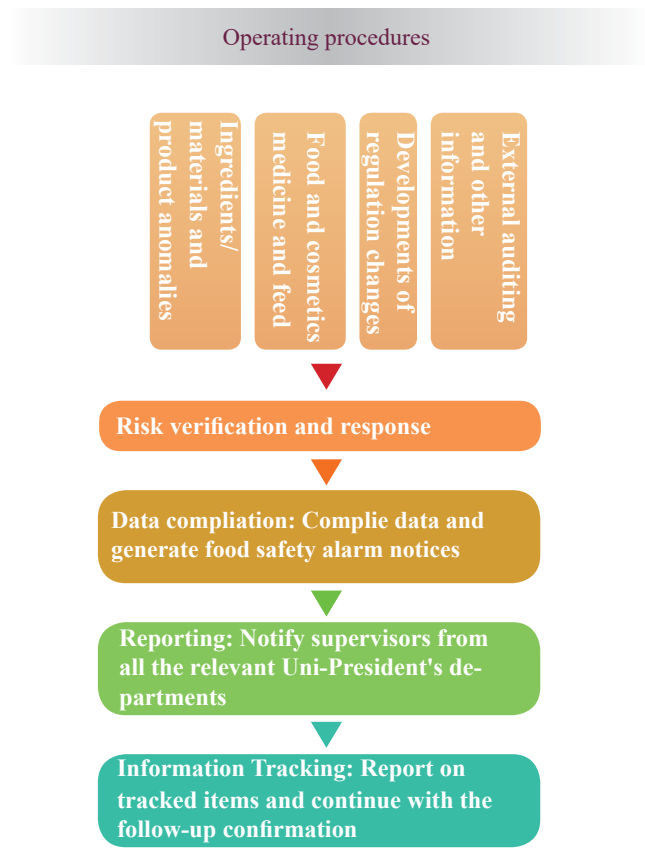 Operating procedures
Ingredients/
materials and
product anomalies
Food and cosmetics
medicine and feed
Developments of
regulation changes
External auditing
and other
information
Risk verification and response
Data compliation: Complie data and
generate food safety alarm notices
Reporting: Notify supervisors from
all the relevant Uni-President's de-
partments
Information Tracking: Report on
tracked items and continue with the
follow-up confirmation